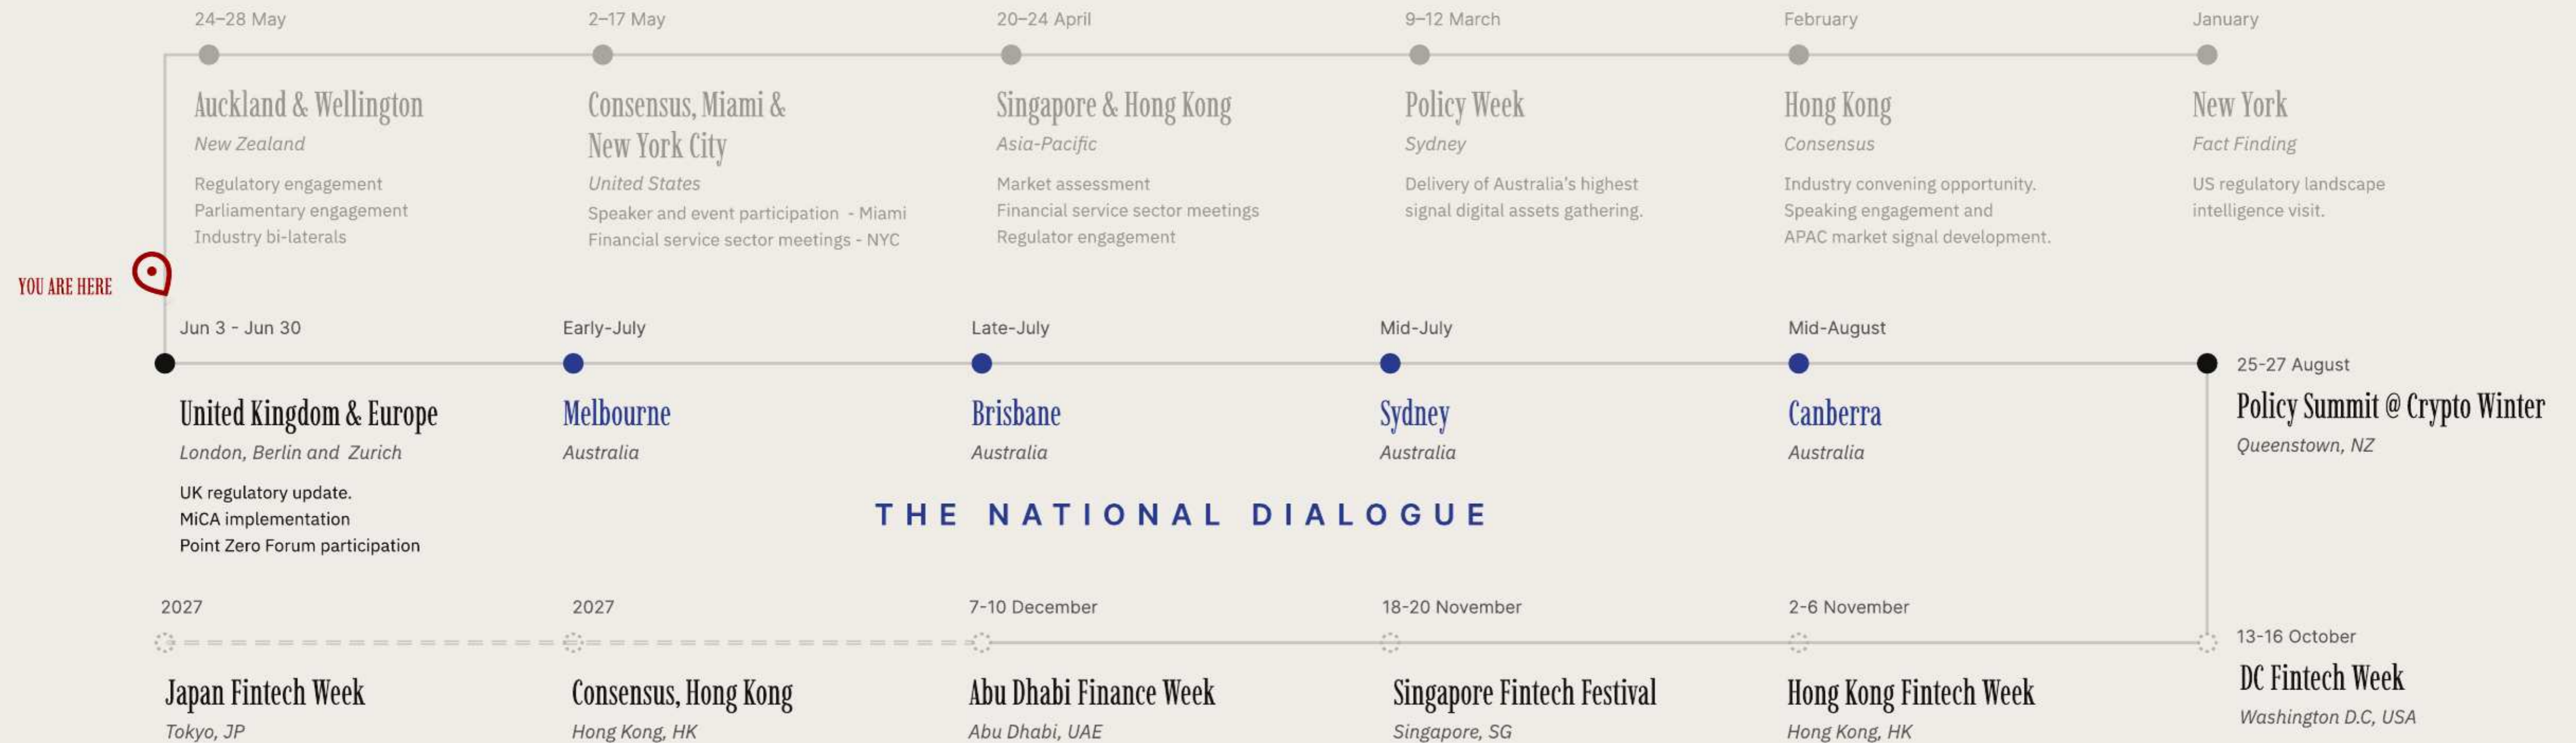 24–28 May
Auckland & Wellington
New Zealand
Regulatory engagement
Parliamentary engagement
Industry bi-laterals
2–17 May
Consensus, Miami &
New York City
United States
Speaker and event participation - Miami
Financial service sector meetings - NYC
20–24 April
Singapore & Hong Kong
Asia-Pacific
Market assessment
Financial service sector meetings
Regulator engagement
9–12 March
Policy Week
Sydney
Delivery of Australia's highest
signal digital assets gathering.
February
Hong Kong
Consensus
Industry convening opportunity.
Speaking engagement and
APAC market signal development.
January
New York
Fact Finding
US regulatory landscape
intelligence visit.
YOU ARE HERE
Jun 3 - Jun 30
United Kingdom & Europe
London, Berlin and Zurich
UK regulatory update.
MiCA implementation
Point Zero Forum participation
Early-July
Melbourne
Australia
Late-July
Brisbane
Australia
Mid-July
Sydney
Australia
Mid-August
Canberra
Australia
THE NATIONAL DIALOGUE
25-27 August
Policy Summit @ Crypto Winter
Queenstown, NZ
2027
Japan Fintech Week
Tokyo, JP
2027
Consensus, Hong Kong
Hong Kong, HK
7-10 December
Abu Dhabi Finance Week
Abu Dhabi, UAE
18-20 November
Singapore Fintech Festival
Singapore, SG
2-6 November
Hong Kong Fintech Week
Hong Kong, HK
13-16 October
DC Fintech Week
Washington D.C, USA